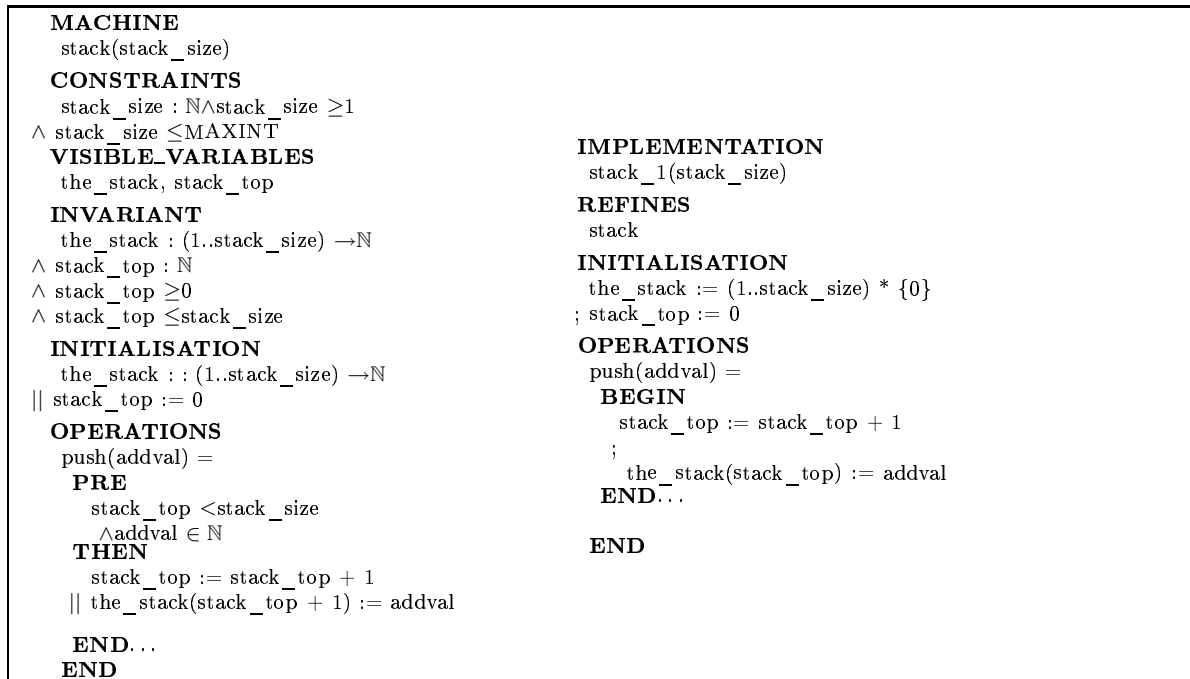 MACHINE
stack(stack_size)
CONSTRAINTS
stack_size : ℕ∧stack_size ≥1
∧ stack_size ≤MAXINT
VISIBLE_VARIABLES
the_stack, stack_top
INVARIANT
the_stack : (1..stack_size) →ℕ
∧ stack_top : ℕ
∧ stack_top ≥0
∧ stack_top ≤stack_size
INITIALISATION
the_stack : : (1..stack_size) →ℕ
|| stack_top := 0
OPERATIONS
push(addval) =
PRE
stack_top <stack_size
∧addval ∈ ℕ
THEN
stack_top := stack_top + 1
|| the_stack(stack_top + 1) := addval
END...
END
IMPLEMENTATION
stack_1(stack_size)
REFINES
stack
INITIALISATION
the_stack := (1..stack_size) * {0}
; stack_top := 0
OPERATIONS
push(addval) =
BEGIN
stack_top := stack_top + 1
;
the_stack(stack_top) := addval
END...
END